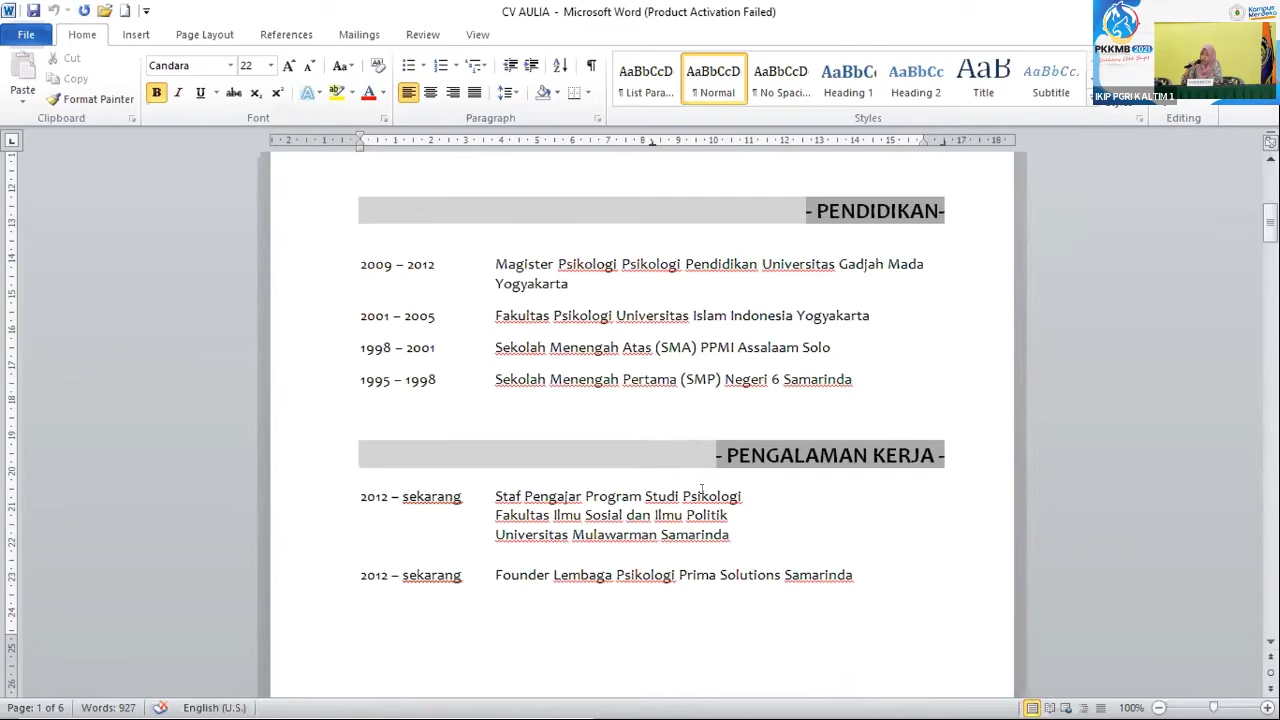 CV AULIA - Microsoft Word (Product Activation Failed)
File Home Insert Page Layout References Mailings Review View
Cut
Copy
Format Painter
Paste
Clipboard
Candara 22
Font
Paragraph
AaBbCcD AaBbCcD AaBbCcD AaBbC AaBbCc AaB AaBbCc.
¶ List Para... ¶ Normal ¶ No Spaci... Heading 1 Heading 2 Title Subtitle
Styles
Editing
Kampus Merdeka
PKKMB 2021
IKIP PGRI KALTIM 1
- PENDIDIKAN-
2009 – 2012 Magister Psikologi Psikologi Pendidikan Universitas Gadjah Mada
Yogyakarta
2001 – 2005 Fakultas Psikologi Universitas Islam Indonesia Yogyakarta
1998 – 2001 Sekolah Menengah Atas (SMA) PPMI Assalaam Solo
1995 – 1998 Sekolah Menengah Pertama (SMP) Negeri 6 Samarinda
- PENGALAMAN KERJA -
2012 – sekarang Staf Pengajar Program Studi Psikologi
Fakultas Ilmu Sosial dan Ilmu Politik
Universitas Mulawarman Samarinda
2012 – sekarang Founder Lembaga Psikologi Prima Solutions Samarinda
Page: 1 of 6 Words: 927 English (U.S.) 100%